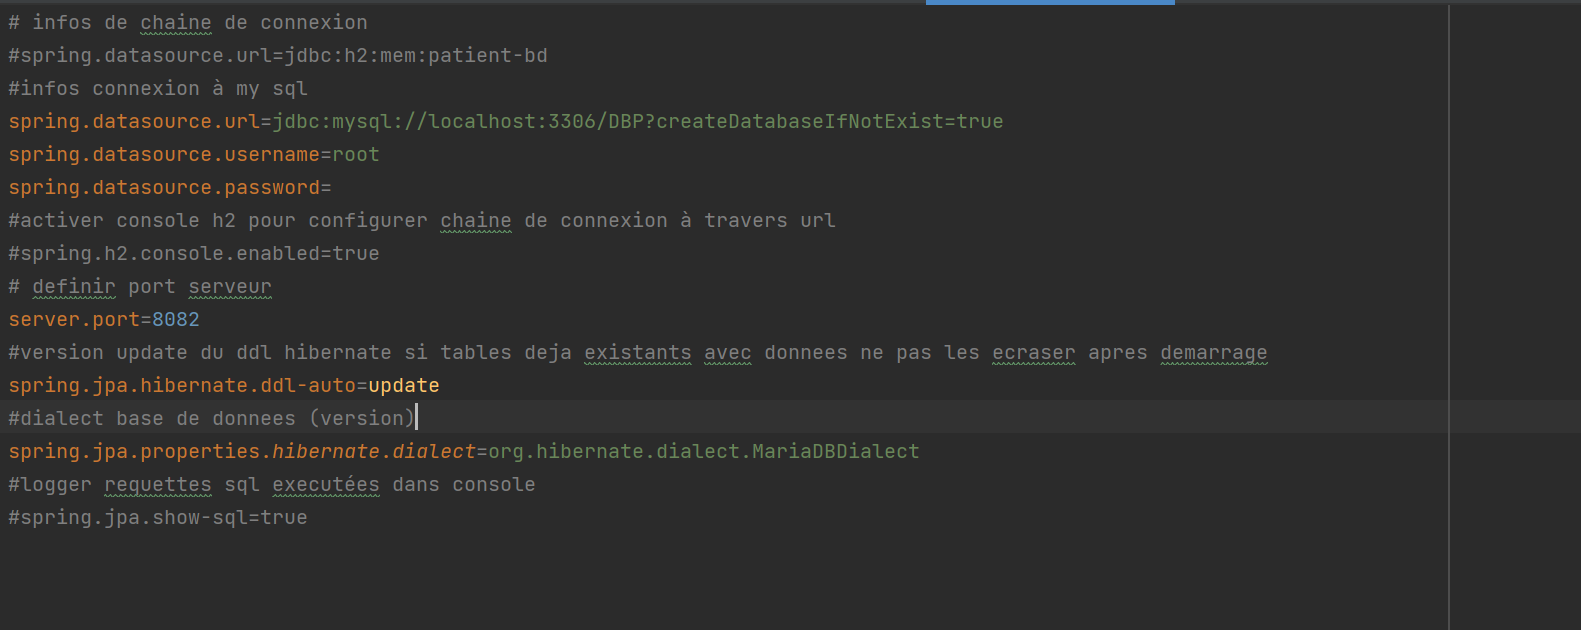 # infos de chaine de connexion
#spring.datasource.url=jdbc:h2:mem:patient-bd
#infos connexion à my sql
spring.datasource.url=jdbc:mysql://localhost:3306/DBP?createDatabaseIfNotExist=true
spring.datasource.username=root
spring.datasource.password=
#activer console h2 pour configurer chaine de connexion à travers url
#spring.h2.console.enabled=true
# definir port serveur
server.port=8082
#version update du ddl hibernate si tables deja existants avec donnees ne pas les ecraser apres demarrage
spring.jpa.hibernate.ddl-auto=update
#dialect base de donnees (version)
spring.jpa.properties.hibernate.dialect=org.hibernate.dialect.MariaDBDialect
#logger requettes sql executées dans console
#spring.jpa.show-sql=true